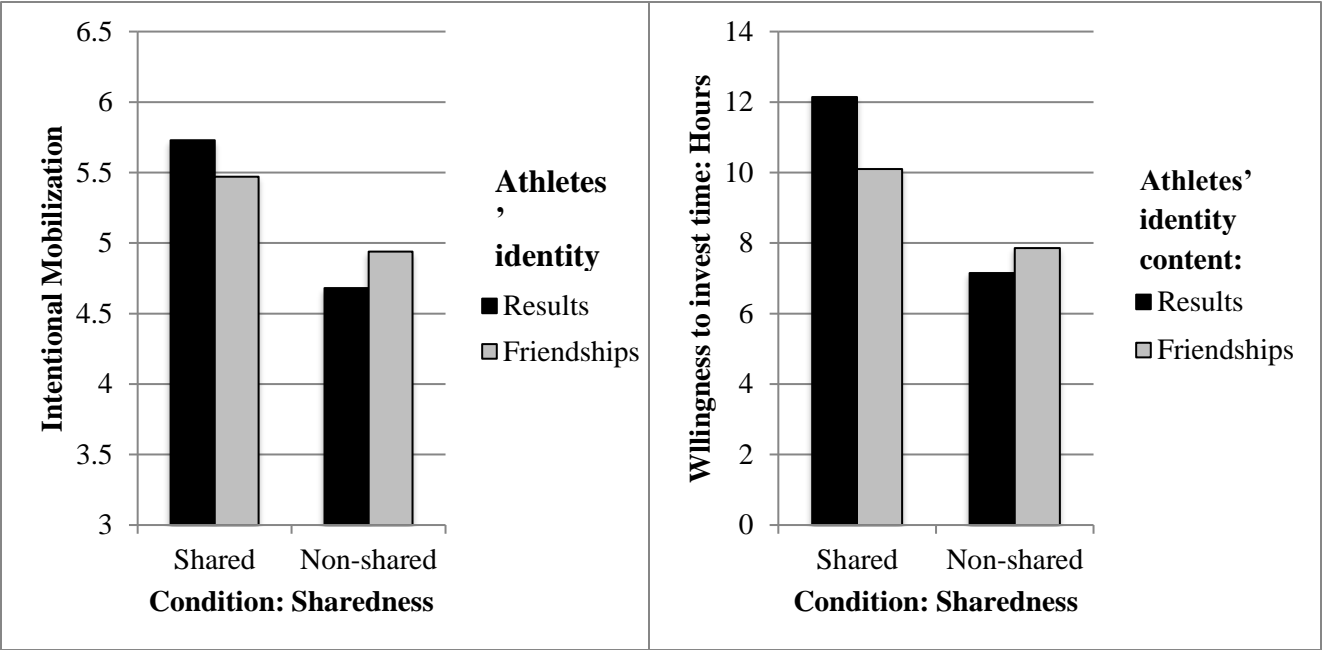 6.5
6
5.5
5
4.5
4
3.5
3
Intentional Mobilization
Shared
Non-shared
Condition: Sharedness
Athletes
’
identity
Results
Friendships
14
12
10
8
6
4
2
0
Wllingness to invest time: Hours
Shared
Non-shared
Condition: Sharedness
Athletes’
identity
content:
Results
Friendships